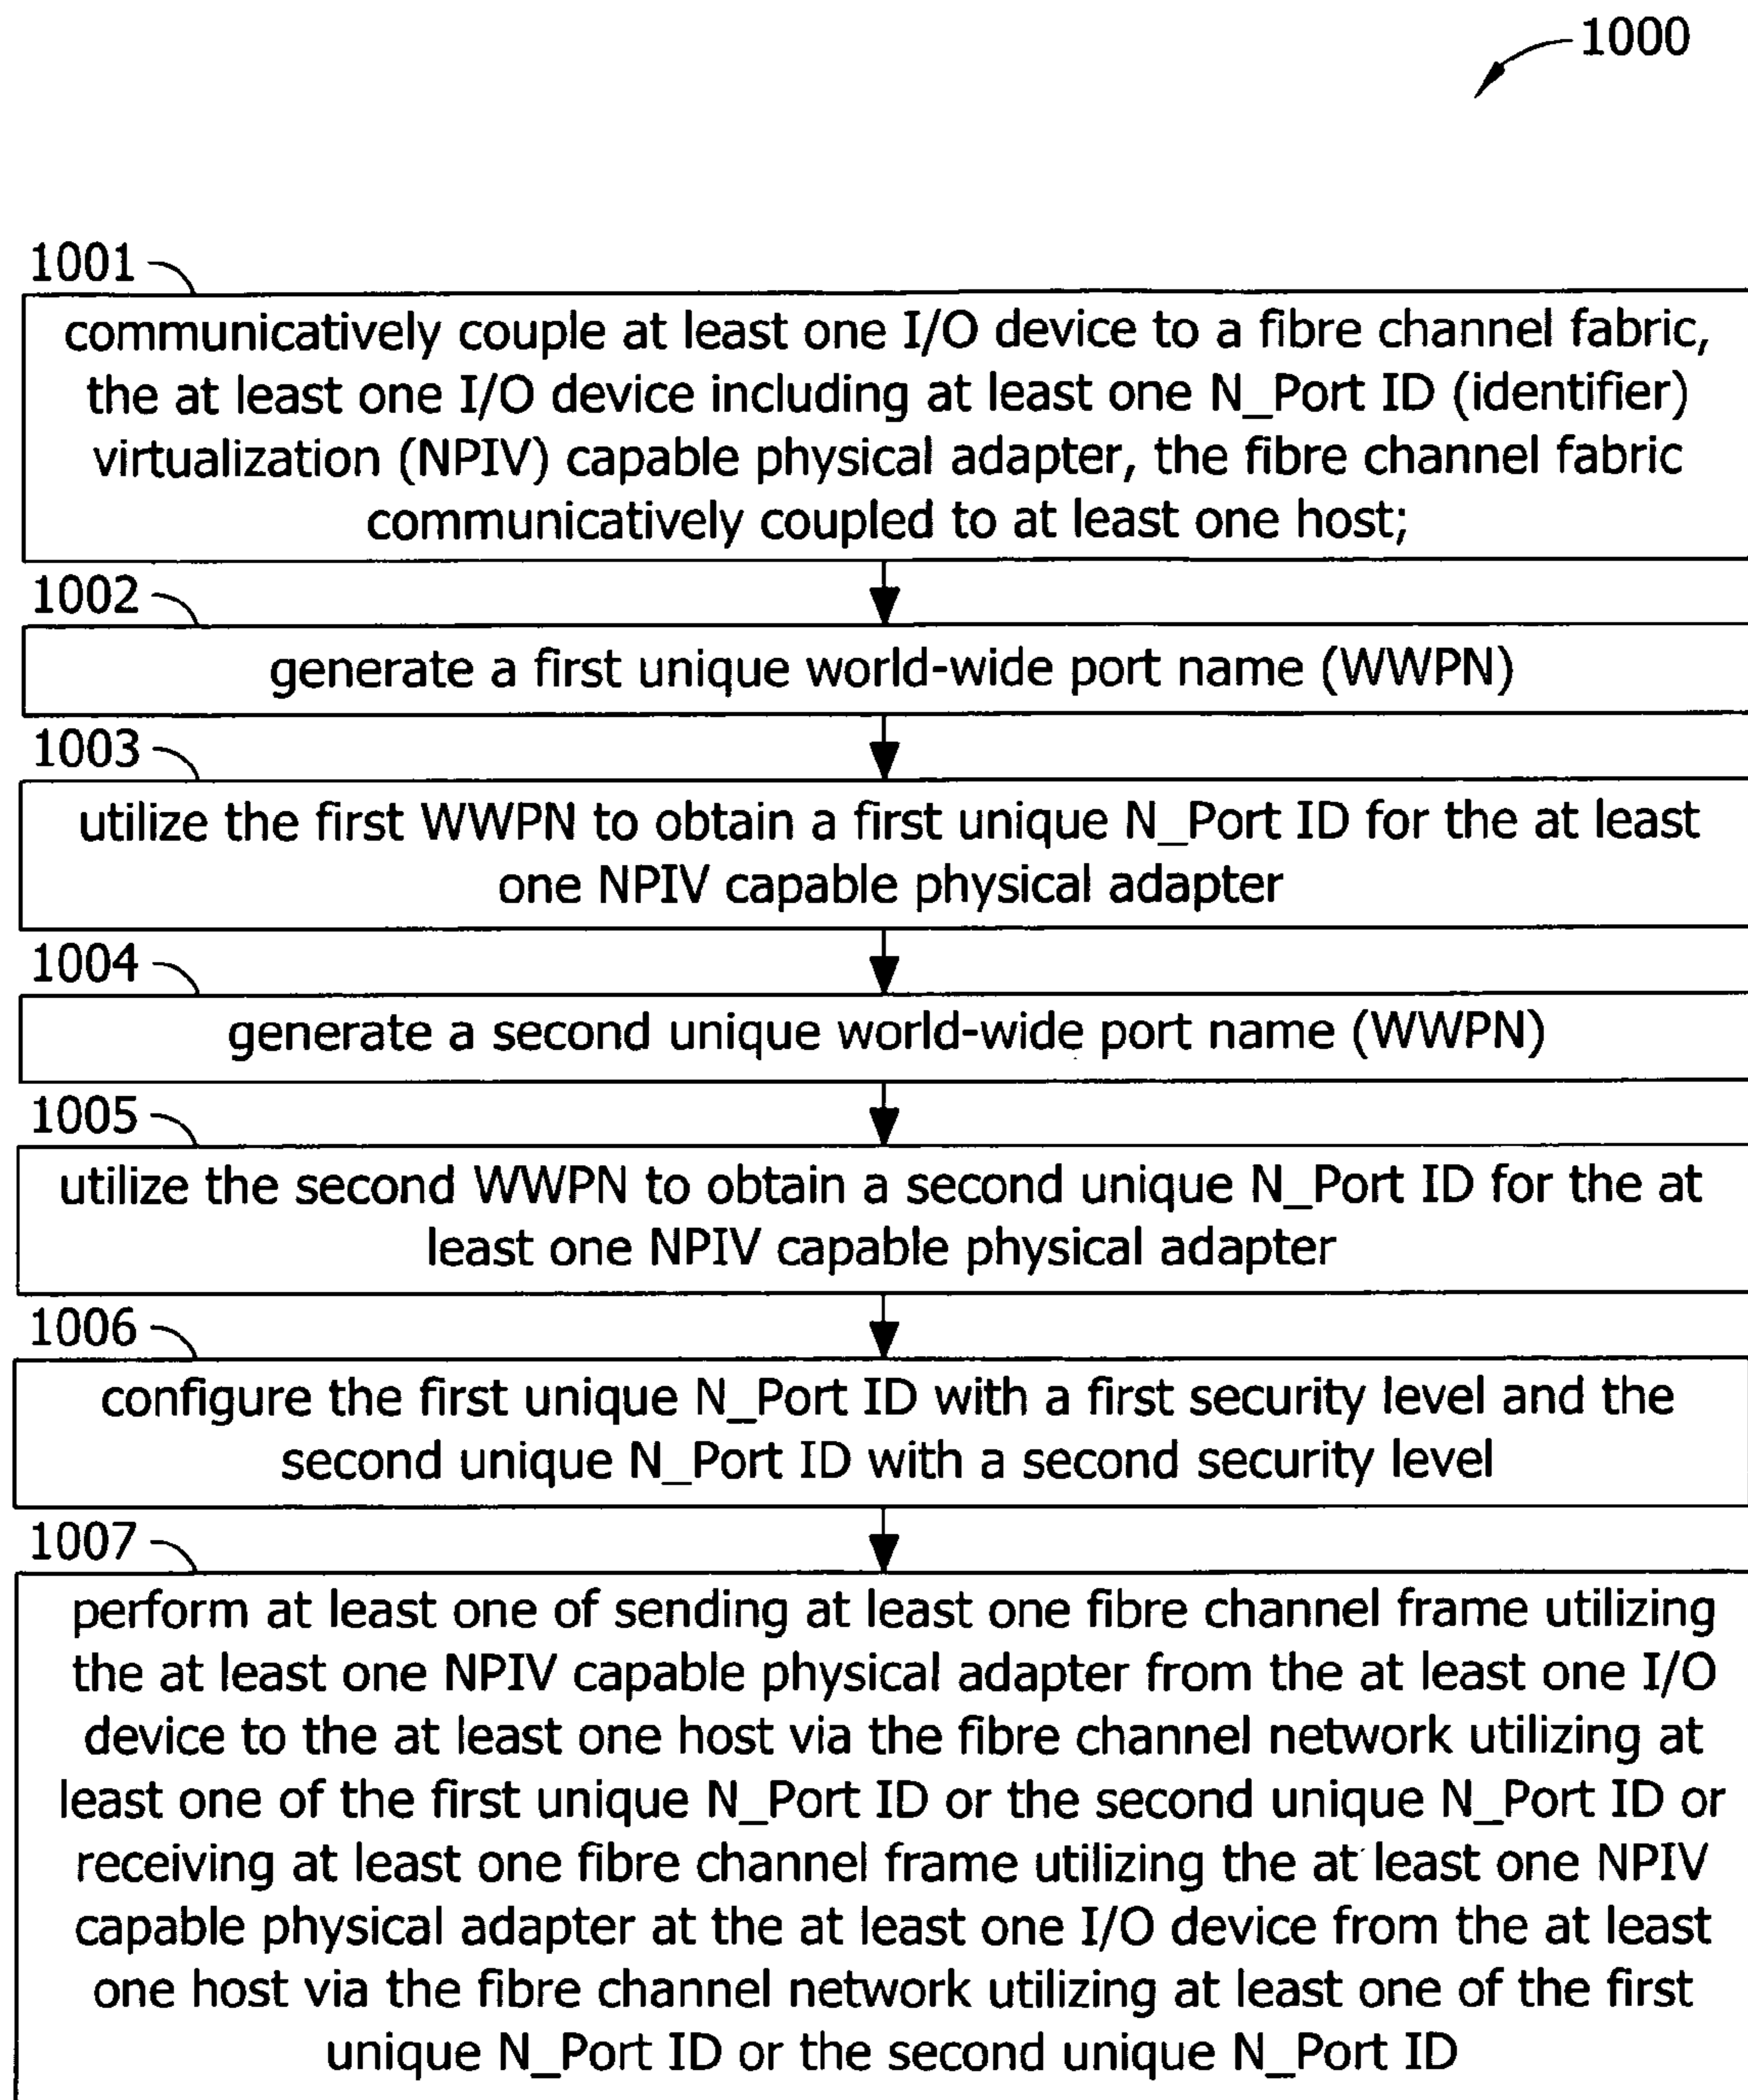 1000
1001
communicatively couple at least one I/O device to a fibre channel fabric,
the at least one I/O device including at least one N_Port ID (identifier)
virtualization (NPIV) capable physical adapter, the fibre channel fabric
communicatively coupled to at least one host;
1002
generate a first unique world-wide port name (WWPN)
1003
utilize the first WWPN to obtain a first unique N_Port ID for the at least
one NPIV capable physical adapter
1004
generate a second unique world-wide port name (WWPN)
1005
utilize the second WWPN to obtain a second unique N_Port ID for the at
least one NPIV capable physical adapter
1006
configure the first unique N_Port ID with a first security level and the
second unique N_Port ID with a second security level
1007
perform at least one of sending at least one fibre channel frame utilizing
the at least one NPIV capable physical adapter from the at least one I/O
device to the at least one host via the fibre channel network utilizing at
least one of the first unique N_Port ID or the second unique N_Port ID or
receiving at least one fibre channel frame utilizing the at least one NPIV
capable physical adapter at the at least one I/O device from the at least
one host via the fibre channel network utilizing at least one of the first
unique N_Port ID or the second unique N_Port ID